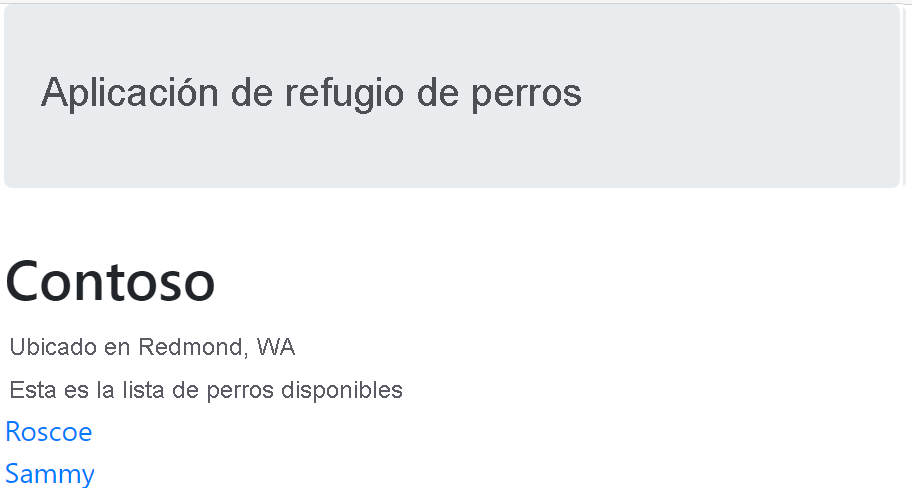 Aplicación de refugio de perros
Contoso
Ubicado en Redmond, WA
Esta es la lista de perros disponibles
Roscoe
Sammy